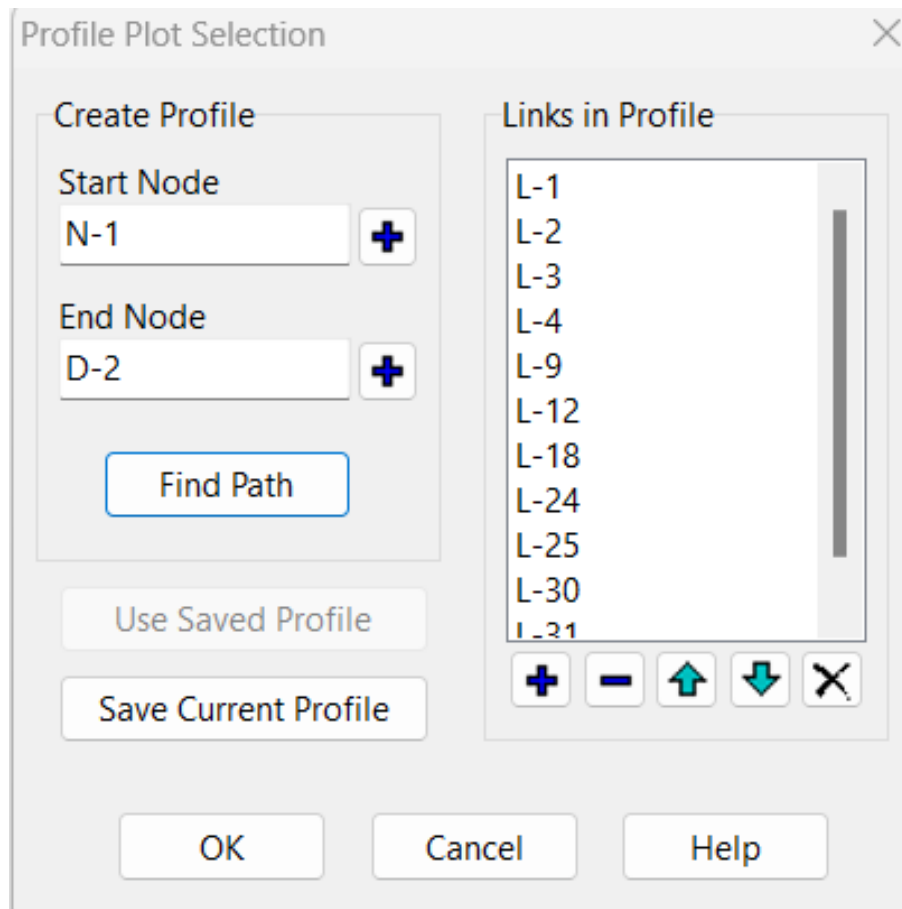 Profile Plot Selection
Create Profile
Start Node
N-1
End Node
D-2
Find Path
Use Saved Profile
Save Current Profile
Links in Profile
L-1
L-2
L-3
L-4
L-9
L-12
L-18
L-24
L-25
L-30
L-31
OK
Cancel
Help